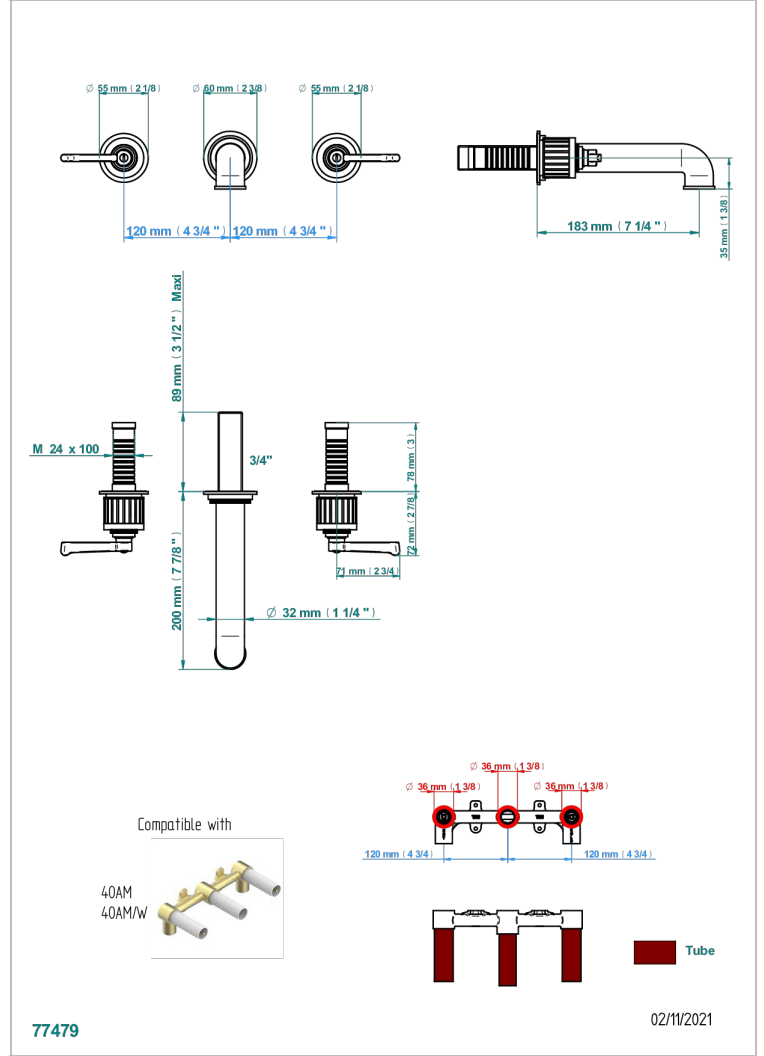 ∅ 55 mm ( 2 1/8 )
∅ 60 mm ( 2 3/8 )
∅ 55 mm ( 2 1/8 )
120 mm ( 4 3/4 " )
120 mm ( 4 3/4 " )
183 mm ( 7 1/4 " )
35 mm ( 1 3/8 )
89 mm ( 3 1/2 " ) Maxi
M 24 x 100
3/4"
78 mm ( 3 )
72 mm ( 2 7/8 )
71 mm ( 2 3/4 )
200 mm ( 7 7/8 " )
∅ 32 mm ( 1 1/4 " )
∅ 36 mm ( 1 3/8 )
∅ 36 mm ( 1 3/8 )
∅ 36 mm ( 1 3/8 )
120 mm ( 4 3/4 )
120 mm ( 4 3/4 )
Compatible with
40AM
40AM/W
Tube
02/11/2021
77479